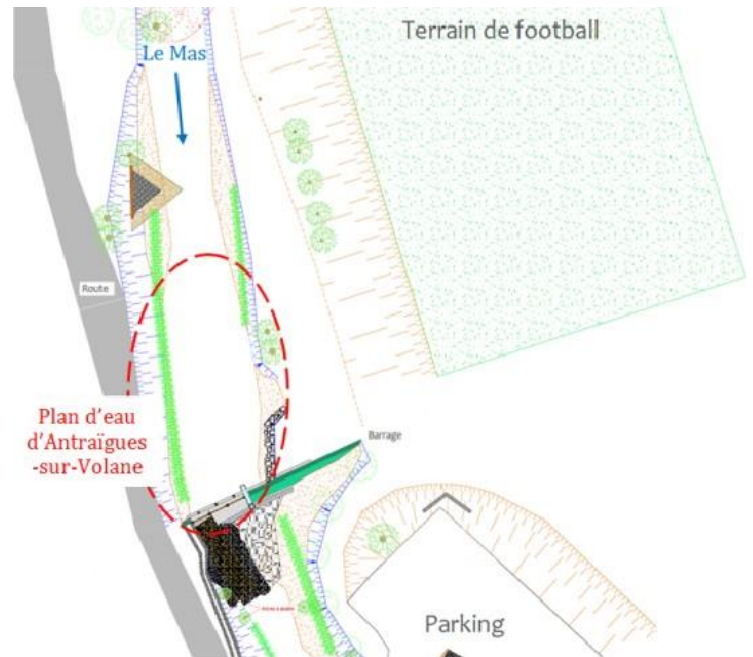 Terrain de football
Le Mas
Route
Plan d'eau
d'Antraïgues
-sur-Volane
Barrage
Parking